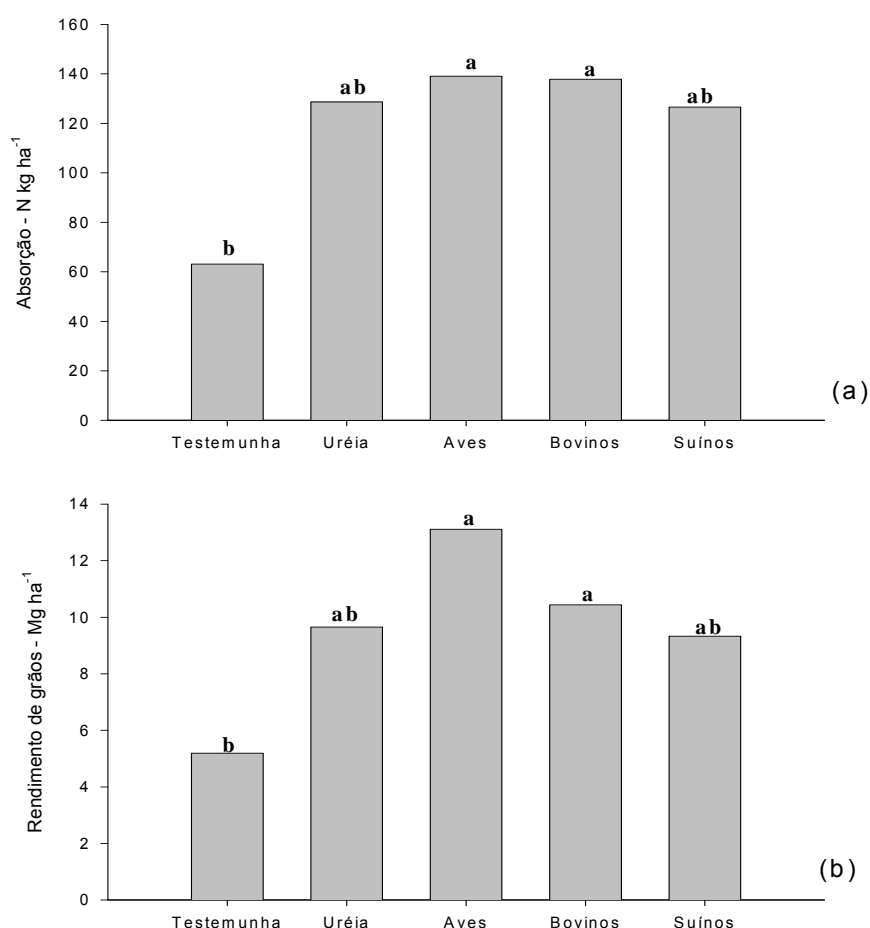 160
140
120
100
80
60
40
20
0
Absorção - N kg ha⁻¹
b
ab
a
a
ab
Testemunha Uréia Aves Bovinos Suínos
(a)
14
12
10
8
6
4
2
0
Rendimento de grãos - Mg ha⁻¹
b
ab
a
a
ab
Testemunha Uréia Aves Bovinos Suínos
(b)